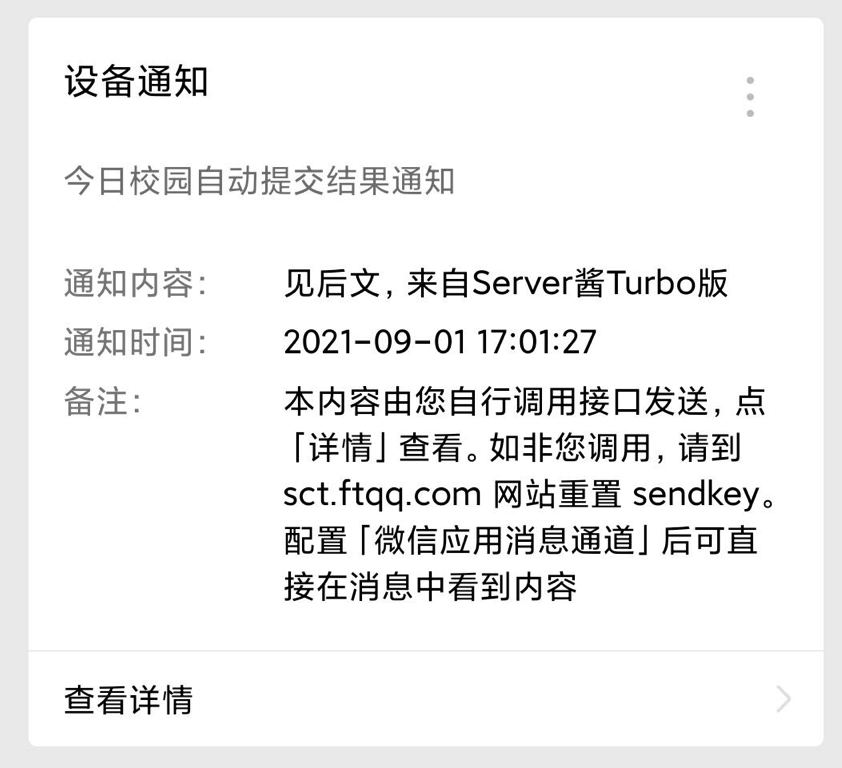 设备通知
今日校园自动提交结果通知
通知内容： 见后文，来自Server酱Turbo版
通知时间： 2021-09-01 17:01:27
备注： 本内容由您自行调用接口发送，点
「详情」查看。如非您调用，请到
sct.ftqq.com 网站重置 sendkey。
配置「微信应用消息通道」后可直
接在消息中看到内容
查看详情